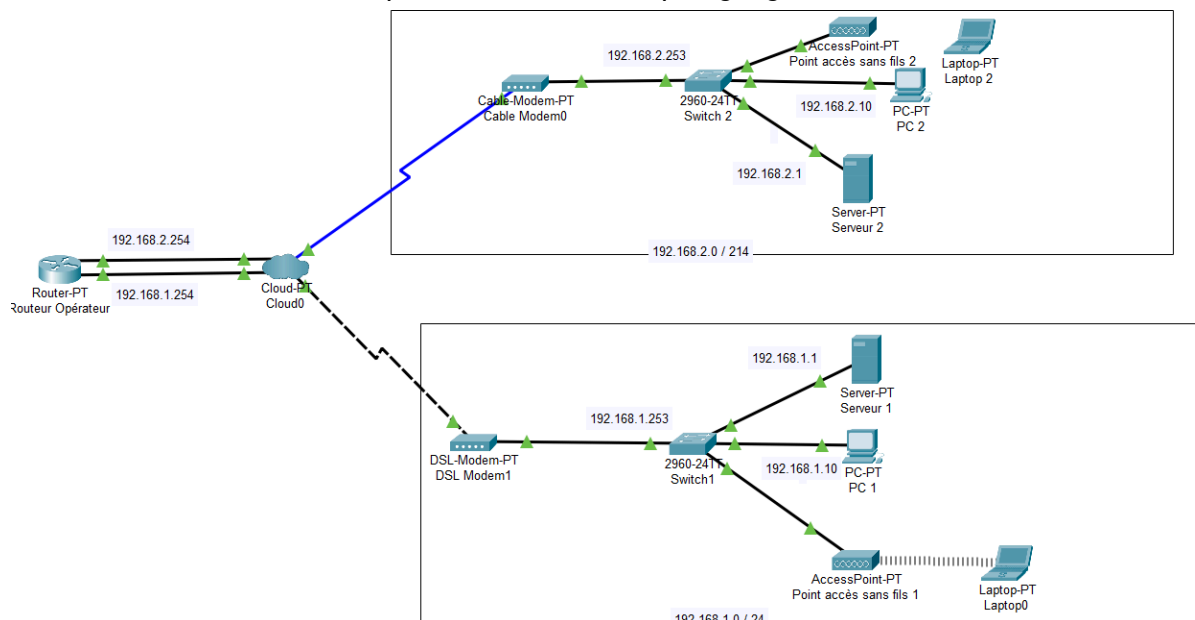 192.168.2.253
AccessPoint-PT
Point accès sans fils 2
Laptop-PT
Laptop 2
Cable-Modem-PT
Cable Modem0
2960-24TT
Switch 2
192.168.2.10
PC-PT
PC 2
192.168.2.1
Server-PT
Serveur 2
192.168.2.0 / 214
192.168.2.254
192.168.1.254
Router-PT
Routeur Opérateur
Cloud-PT
Cloud0
192.168.1.1
Server-PT
Serveur 1
192.168.1.253
DSL-Modem-PT
DSL Modem1
2960-24TT
Switch1
192.168.1.10
PC-PT
PC 1
AccessPoint-PT
Point accès sans fils 1
Laptop-PT
Laptop0
192.168.1.0 / 24